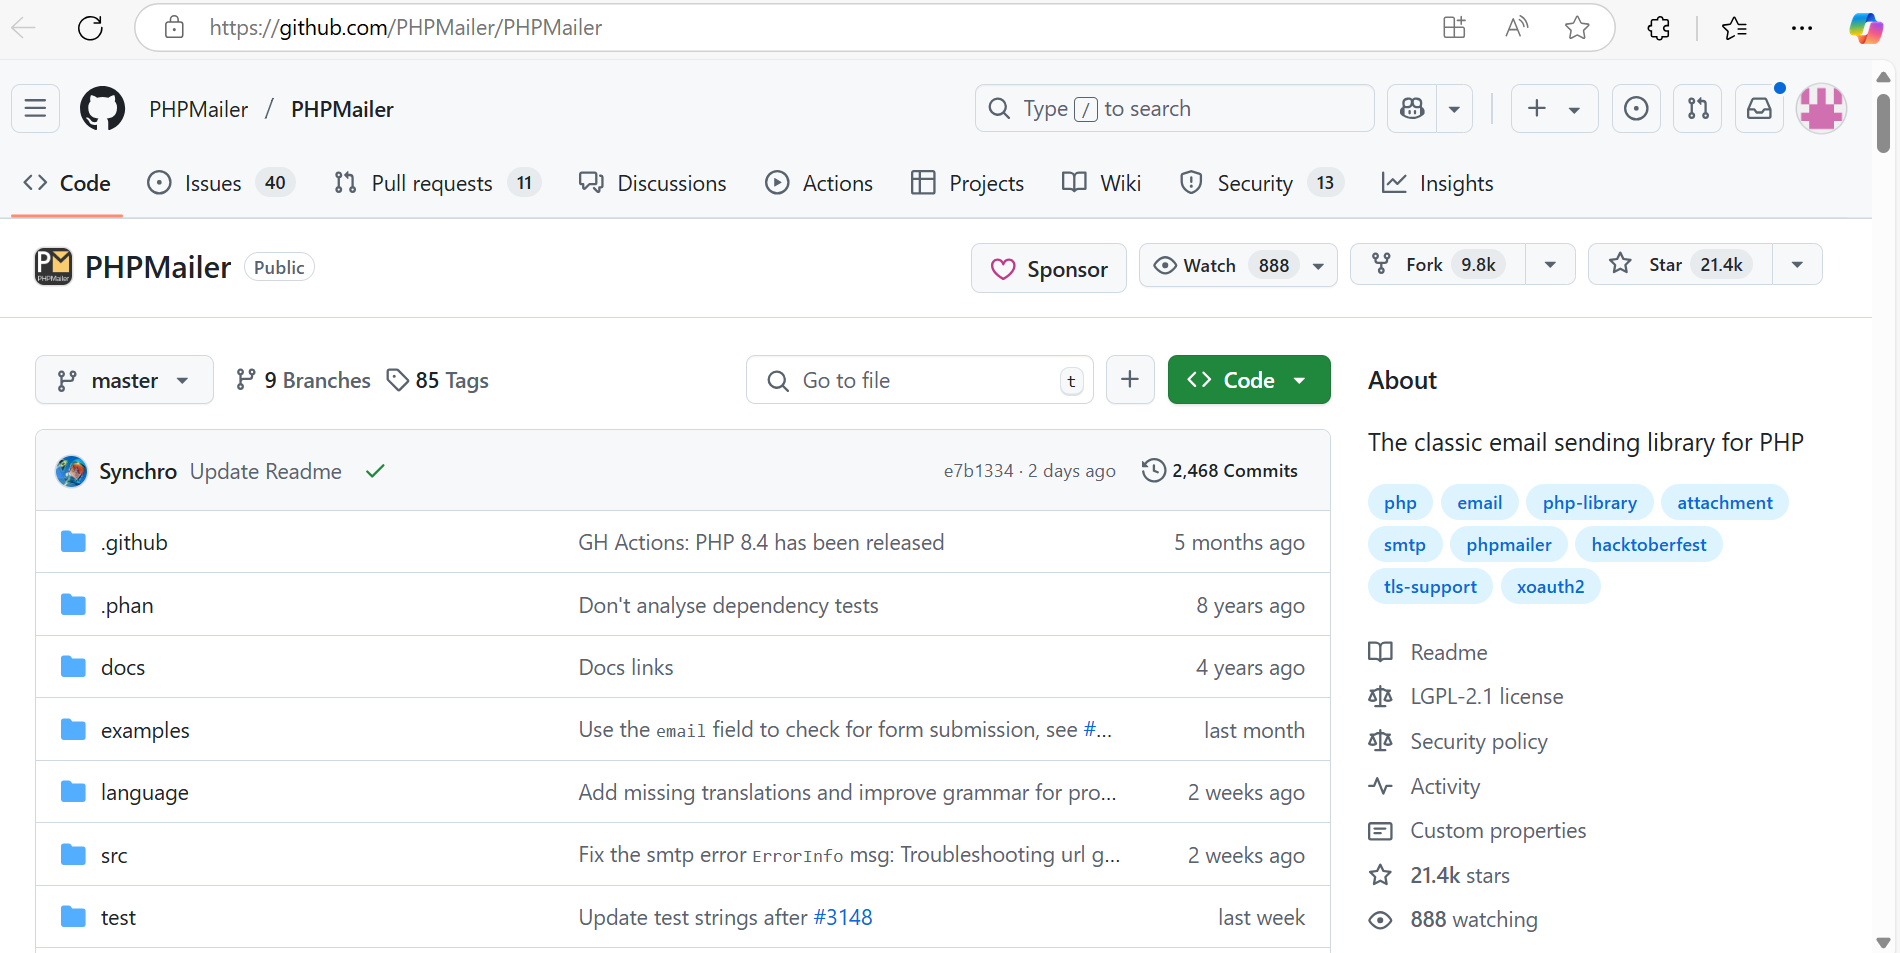 https://github.com/PHPMailer/PHPMailer
PHPMailer / PHPMailer
Type / to search
Code
Issues 40
Pull requests 11
Discussions
Actions
Projects
Wiki
Security 13
Insights
PHPMailer Public
Sponsor
Watch 888
Fork 9.8k
Star 21.4k
master
9 Branches
85 Tags
Go to file t
Code
Synchro Update Readme
e7b1334 · 2 days ago
2,468 Commits
.github GH Actions: PHP 8.4 has been released 5 months ago
.phan Don't analyse dependency tests 8 years ago
docs Docs links 4 years ago
examples Use the email field to check for form submission, see #... last month
language Add missing translations and improve grammar for pro... 2 weeks ago
src Fix the smtp error ErrorInfo msg: Troubleshooting url g... 2 weeks ago
test Update test strings after #3148 last week
About
The classic email sending library for PHP
php email php-library attachment
smtp phpmailer hacktoberfest
tls-support xoauth2
Readme
LGPL-2.1 license
Security policy
Activity
Custom properties
21.4k stars
888 watching